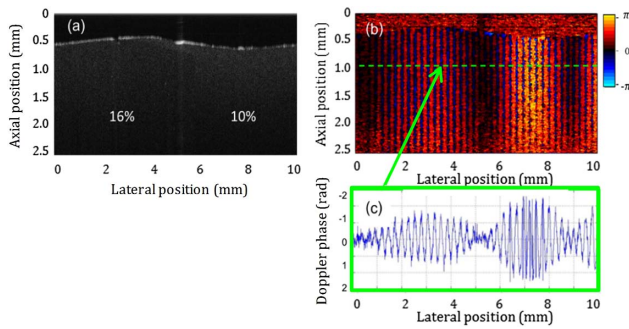 (a)
Axial position (mm)
0
0.5
1.0
1.5
2.0
2.5
16%
10%
0 2 4 6 8 10
Lateral position (mm)
(b)
Axial position (mm)
0
0.5
1.0
1.5
2.0
2.5
π
0
-π
0 2 4 6 8 10
Lateral position (mm)
(c)
Doppler phase (rad)
-2
-1
0
1
2
0 2 4 6 8 10
Lateral position (mm)